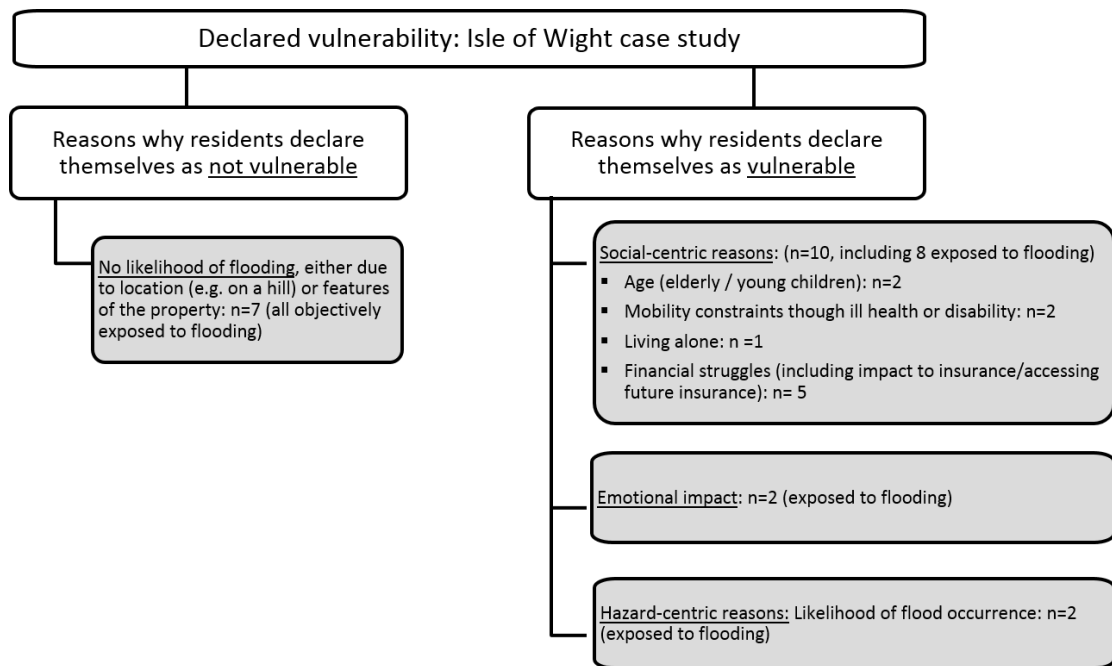 Declared vulnerability: Isle of Wight case study
Reasons why residents declare
themselves as not vulnerable
No likelihood of flooding, either due
to location (e.g. on a hill) or features
of the property: n=7 (all objectively
exposed to flooding)
Reasons why residents declare
themselves as vulnerable
Social-centric reasons: (n=10, including 8 exposed to flooding)
▪ Age (elderly / young children): n=2
▪ Mobility constraints though ill health or disability: n=2
▪ Living alone: n =1
▪ Financial struggles (including impact to insurance/accessing
future insurance): n= 5
Emotional impact: n=2 (exposed to flooding)
Hazard-centric reasons: Likelihood of flood occurrence: n=2
(exposed to flooding)